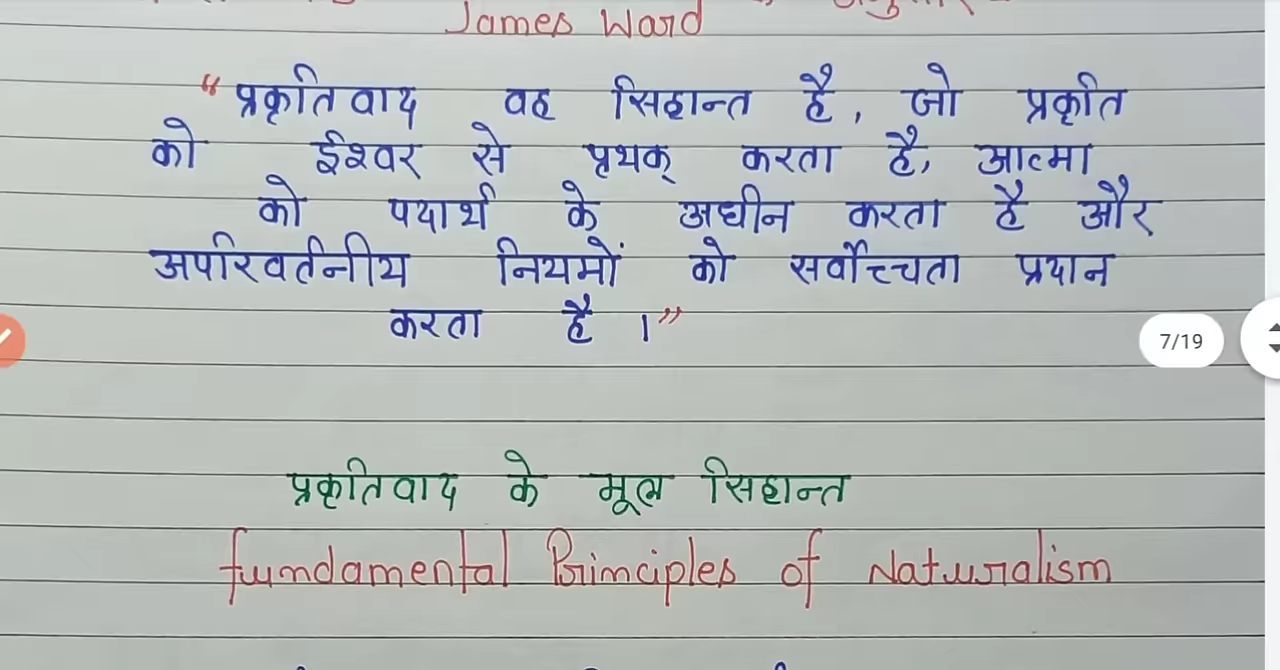 James Ward
“ प्रकृतिवाद वह सिद्धान्त है, जो प्रकृति
को ईश्वर से पृथक् करता है, आत्मा
को पदार्थ के अधीन करता है और
अपरिवर्तनीय नियमों को सर्वोच्चता प्रदान
करता है ।”
7/19
प्रकृतिवाद के मूल सिद्धान्त
fundamental Principles of Naturalism